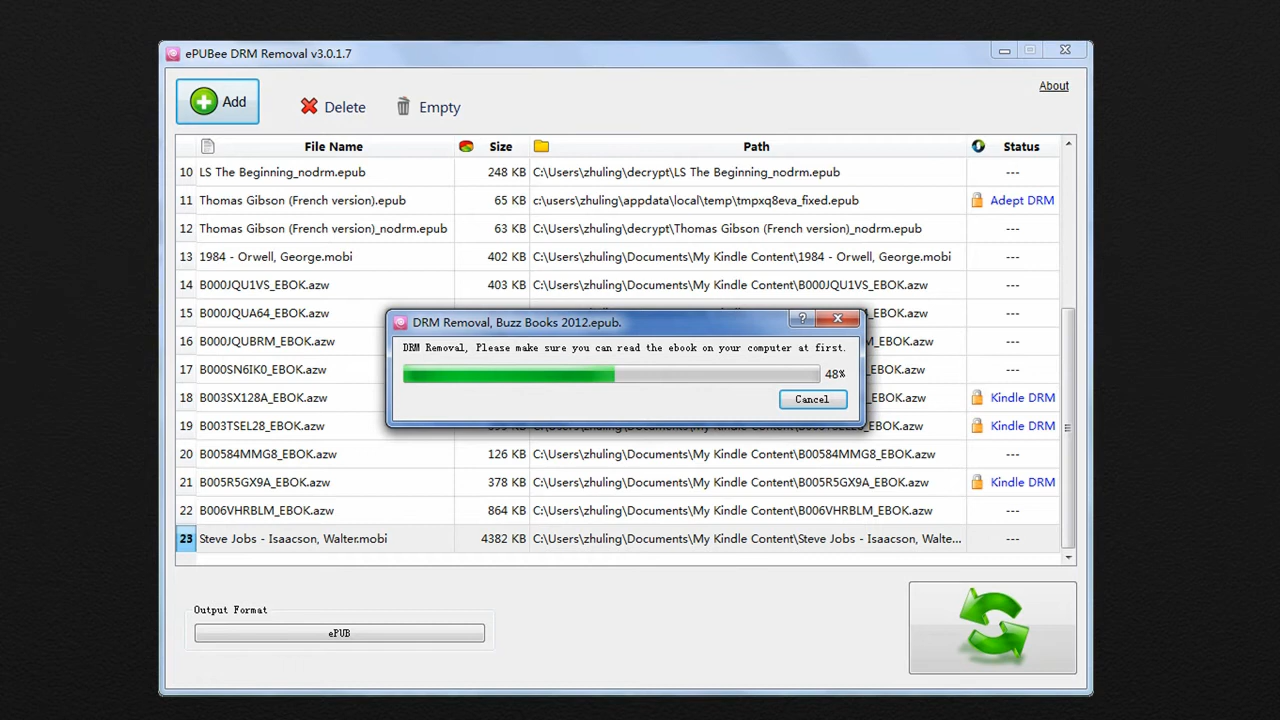 ePUBee DRM Removal v3.0.1.7
Add Delete Empty About
File Name Size Path Status
10 LS The Beginning_nodrm.epub 248 KB C:\Users\zhuling\decrypt\LS The Beginning_nodrm.epub ---
11 Thomas Gibson (French version).epub 65 KB c:\users\zhuling\appdata\local\temp\tmpxq8eva_fixed.epub Adept DRM
12 Thomas Gibson (French version)_nodrm.epub 63 KB C:\Users\zhuling\decrypt\Thomas Gibson (French version)_nodrm.epub ---
13 1984 - Orwell, George.mobi 402 KB C:\Users\zhuling\Documents\My Kindle Content\1984 - Orwell, George.mobi ---
14 B000JQU1VS_EBOK.azw 403 KB C:\Users\zhuling\Documents\My Kindle Content\B000JQU1VS_EBOK.azw ---
15 B000JQUA64_EBOK.azw ---
16 B000JQUBRM_EBOK.azw ---
17 B000SN6IK0_EBOK.azw ---
18 B003SX128A_EBOK.azw Kindle DRM
19 B003TSEL28_EBOK.azw Kindle DRM
20 B00584MMG8_EBOK.azw 126 KB C:\Users\zhuling\Documents\My Kindle Content\B00584MMG8_EBOK.azw ---
21 B005R5GX9A_EBOK.azw 378 KB C:\Users\zhuling\Documents\My Kindle Content\B005R5GX9A_EBOK.azw Kindle DRM
22 B006VHRBLM_EBOK.azw 864 KB C:\Users\zhuling\Documents\My Kindle Content\B006VHRBLM_EBOK.azw ---
23 Steve Jobs - Isaacson, Walter.mobi 4382 KB C:\Users\zhuling\Documents\My Kindle Content\Steve Jobs - Isaacson, Walte... ---
DRM Removal, Buzz Books 2012.epub.
DRM Removal, Please make sure you can read the ebook on your computer at first.
48%
Cancel
Output Format
ePUB